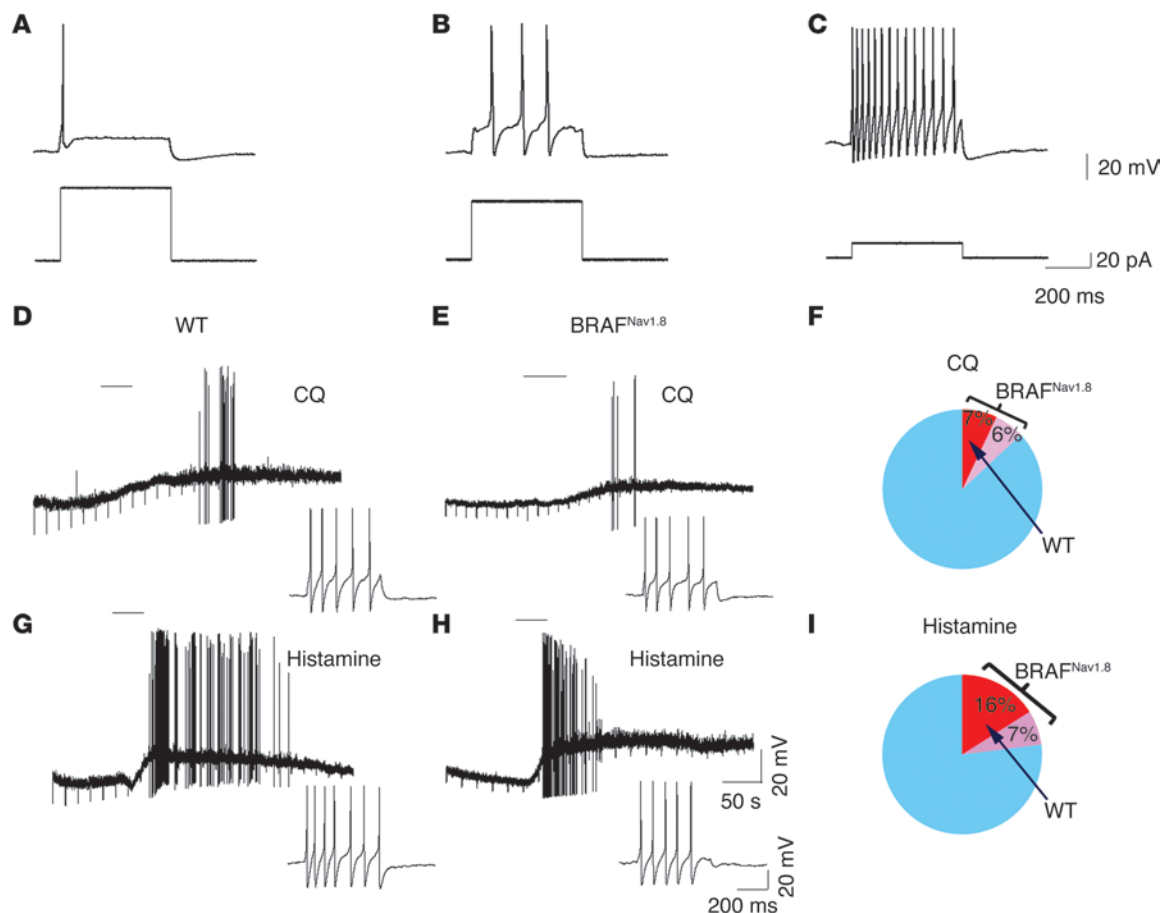 A
B
C
20 mV
20 pA
200 ms
D
WT
CQ
E
BRAF^Nav1.8
CQ
F
CQ
BRAF^Nav1.8
7%
6%
WT
G
Histamine
H
Histamine
20 mV
50 s
20 mV
200 ms
I
Histamine
BRAF^Nav1.8
16%
7%
WT